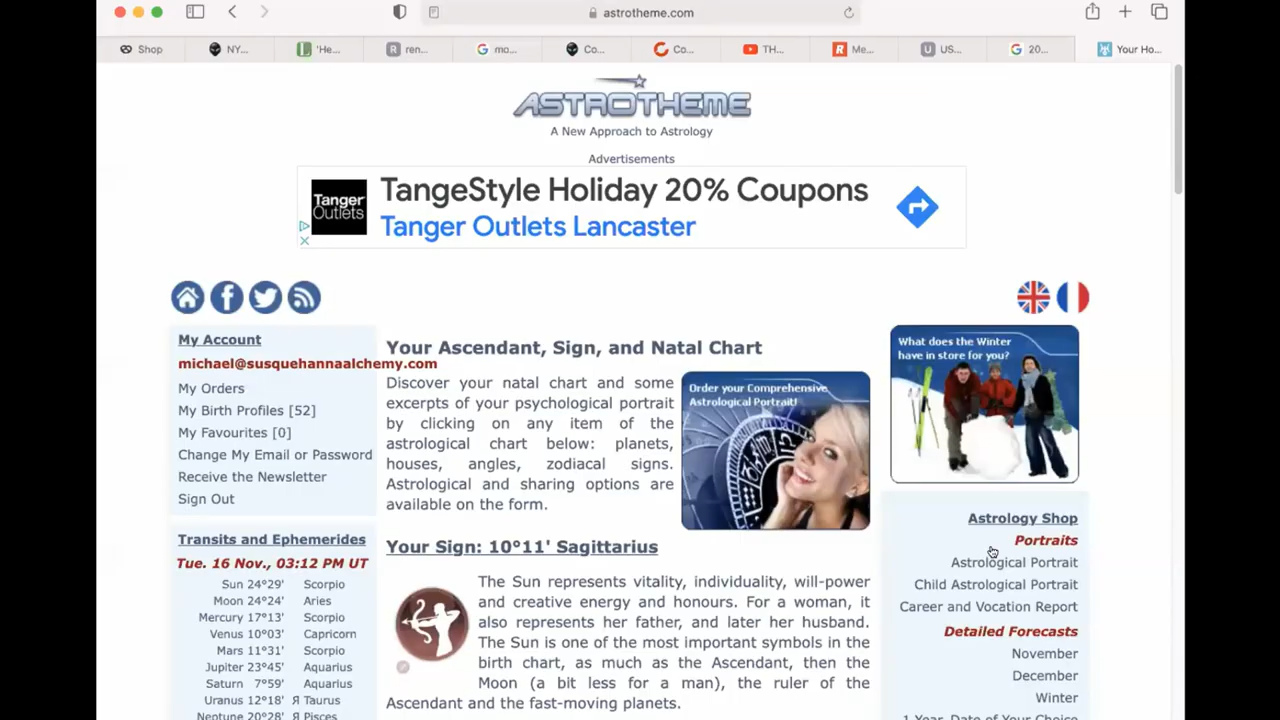 astrotheme.com
Shop
NY...
'He...
ren...
mo...
Co...
Co...
TH...
Me...
US...
20...
Your Ho...
ASTROTHEME
A New Approach to Astrology
Advertisements
Tanger
Outlets
TangeStyle Holiday 20% Coupons
Tanger Outlets Lancaster
My Account
michael@susquehannaalchemy.com
My Orders
My Birth Profiles [52]
My Favourites [0]
Change My Email or Password
Receive the Newsletter
Sign Out
Transits and Ephemerides
Tue. 16 Nov., 03:12 PM UT
Sun 24°29' Scorpio
Moon 24°24' Aries
Mercury 17°13' Scorpio
Venus 10°03' Capricorn
Mars 11°31' Scorpio
Jupiter 23°45' Aquarius
Saturn 7°59' Aquarius
Uranus 12°18' Я Taurus
Neptune 20°28' Я Pisces
Your Ascendant, Sign, and Natal Chart
Discover your natal chart and some
excerpts of your psychological portrait
by clicking on any item of the
astrological chart below: planets,
houses, angles, zodiacal signs.
Astrological and sharing options are
available on the form.
Order your Comprehensive
Astrological Portrait!
Your Sign: 10°11' Sagittarius
The Sun represents vitality, individuality, will-power
and creative energy and honours. For a woman, it
also represents her father, and later her husband.
The Sun is one of the most important symbols in the
birth chart, as much as the Ascendant, then the
Moon (a bit less for a man), the ruler of the
Ascendant and the fast-moving planets.
What does the Winter
have in store for you?
Astrology Shop
Portraits
Astrological Portrait
Child Astrological Portrait
Career and Vocation Report
Detailed Forecasts
November
December
Winter
1 Year, Date of Your Choice